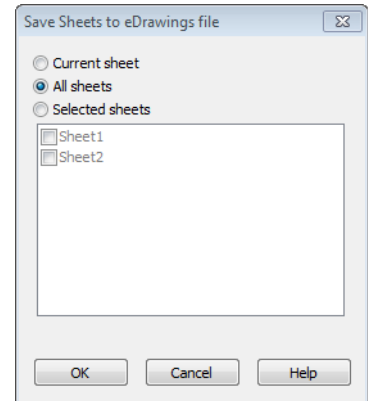 Save Sheets to eDrawings file
Current sheet
All sheets
Selected sheets
Sheet1
Sheet2
OK Cancel Help